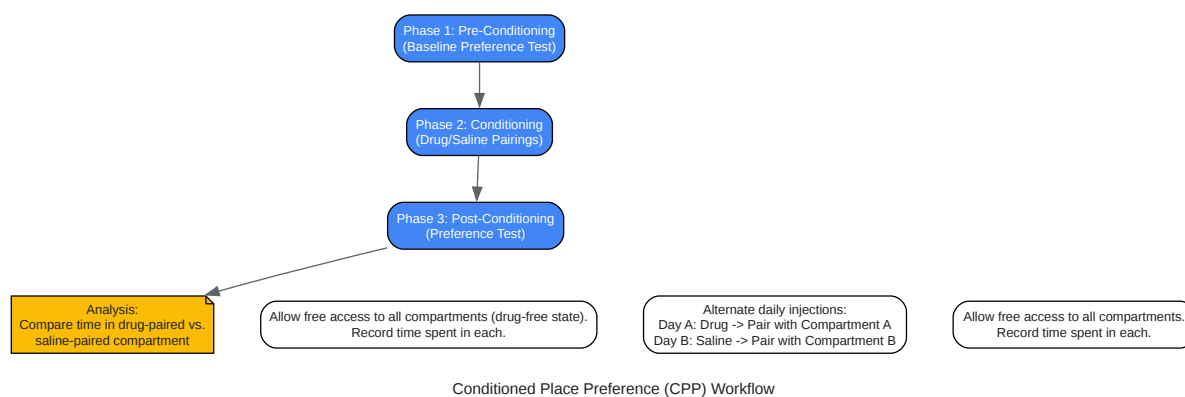 Phase 1: Pre-Conditioning
(Baseline Preference Test)
Phase 2: Conditioning
(Drug/Saline Pairings)
Phase 3: Post-Conditioning
(Preference Test)
Analysis:
Compare time in drug-paired vs.
saline-paired compartment
Allow free access to all compartments (drug-free state).
Record time spent in each.
Alternate daily injections:
Day A: Drug -> Pair with Compartment A
Day B: Saline -> Pair with Compartment B
Allow free access to all compartments.
Record time spent in each.
Conditioned Place Preference (CPP) Workflow